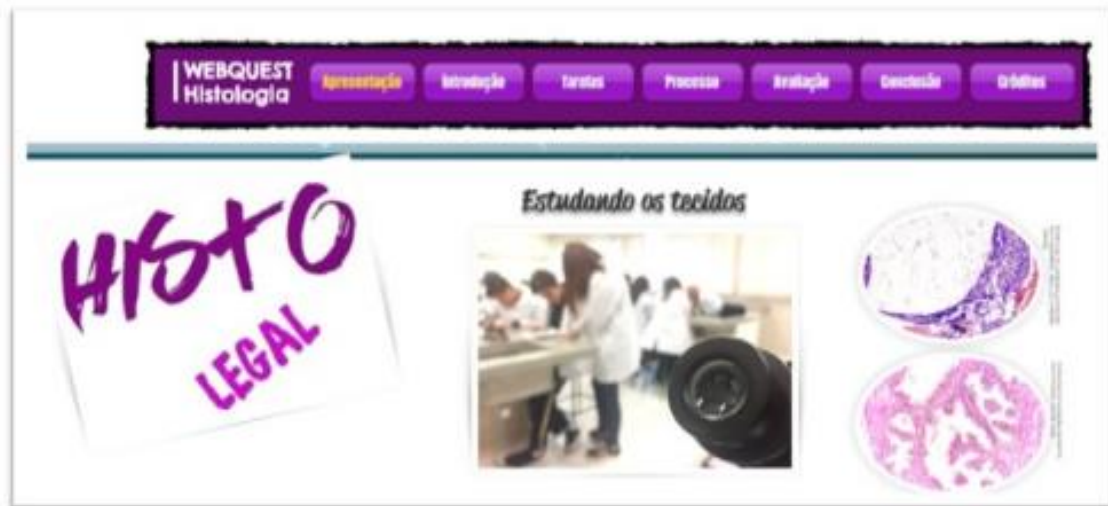 WEBQUEST
Histologia
Apresentação
Introdução
Tarefas
Processo
Avaliação
Conclusão
Créditos
HISTO
LEGAL
Estudando os tecidos